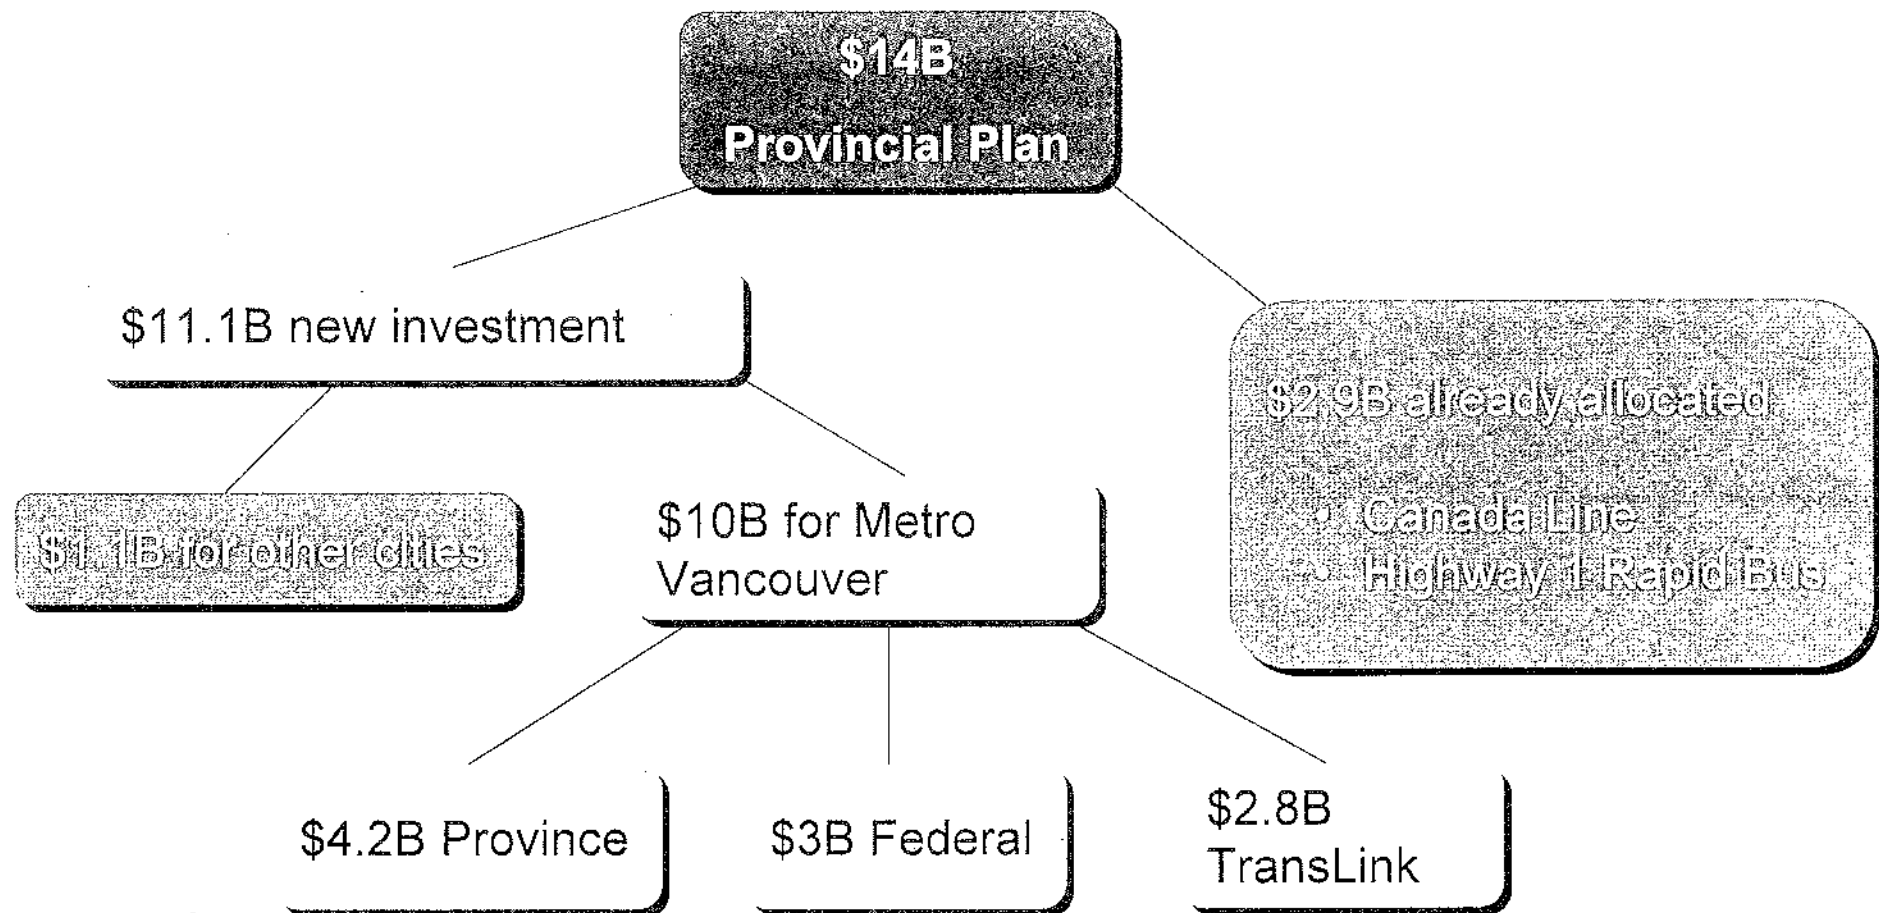 $14B
Provincial Plan
$11.1B new investment
$2.9B already allocated
• Canada Line
• Highway 1 Rapid Bus
$1.1B for other cities
$10B for Metro
Vancouver
$4.2B Province
$3B Federal
$2.8B
TransLink